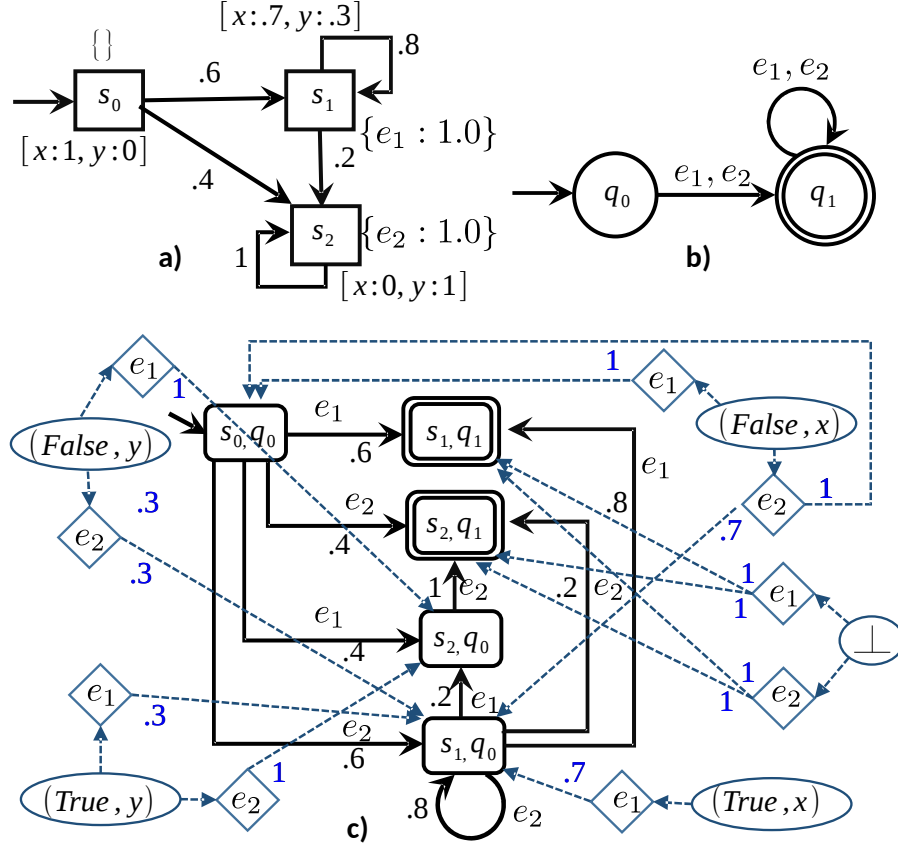 [x:.7, y:.3]
{}
.8
.6
s0
s1
[x:1, y:0]
{e1 : 1.0}
.2
.4
s2
{e2 : 1.0}
1
a)
[x:0, y:1]
e1, e2
e1, e2
q0
q1
b)
e1
1
1
e1
(False, y)
s0,q0
e1
.6
s1,q1
(False, x)
e1
.3
.8
e2
1
e2
.3
e2
.4
s2,q1
.7
1
e2
.2
e2
1
1
e1
e1
.4
s2,q0
⊥
1
1
e2
e1
.3
.2
e1
e2
.6
s1,q0
(True, y)
e2
1
.7
e1
(True, x)
.8
e2
c)